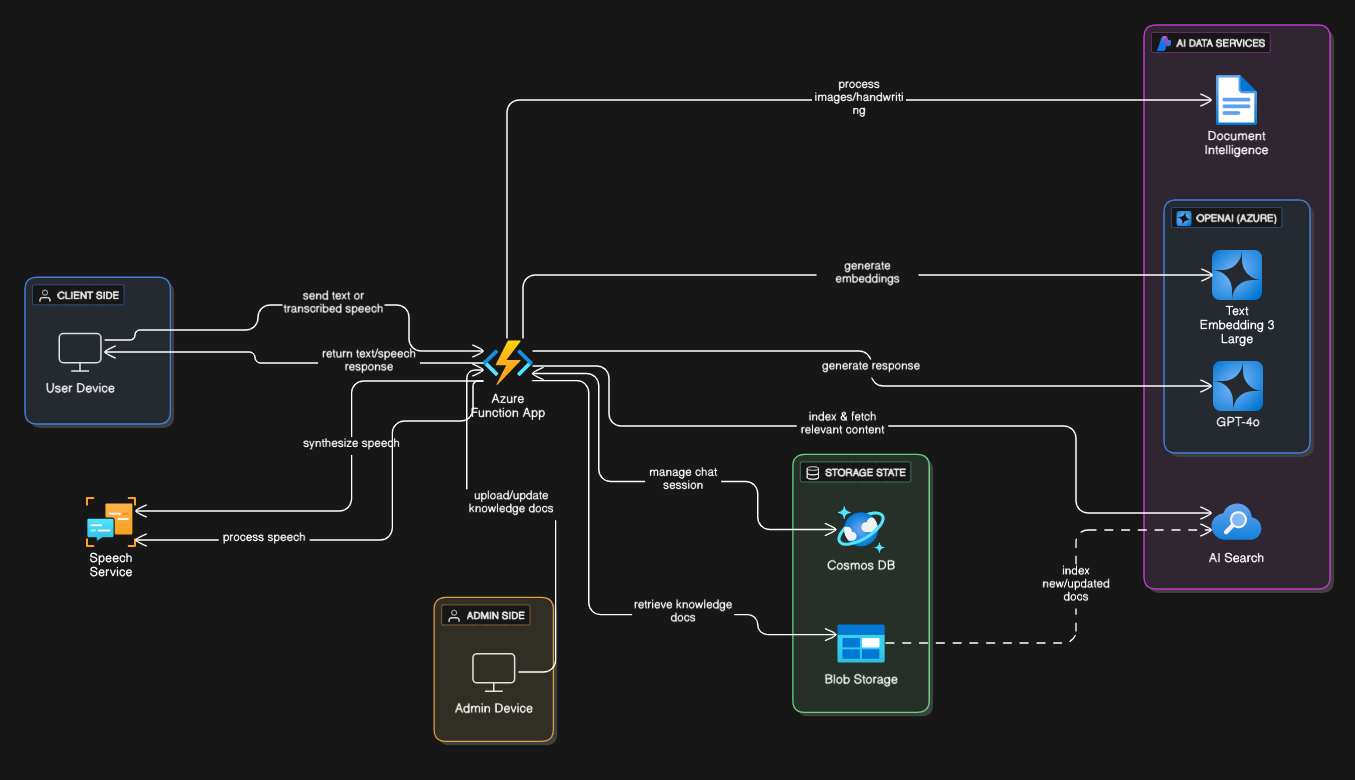 AI DATA SERVICES
process
images/handwriti
ng
Document
Intelligence
OPENAI (AZURE)
generate
embeddings
Text
Embedding 3
Large
CLIENT SIDE
send text or
transcribed speech
return text/speech
response
User Device
Azure
Function App
generate response
GPT-4o
index & fetch
relevant content
synthesize speech
manage chat
session
STORAGE STATE
upload/update
knowledge docs
process speech
Speech
Service
Cosmos DB
AI Search
index
new/updated
docs
ADMIN SIDE
retrieve knowledge
docs
Blob Storage
Admin Device